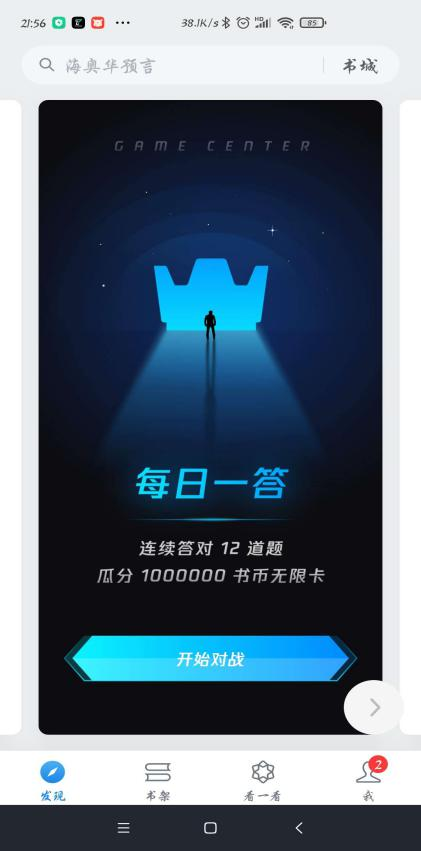 21:56
38.1K/s
HD
85
海奥华预言
书城
GAME CENTER
每日一答
连续答对 12 道题
瓜分 1000000 书币无限卡
开始对战
发现
书架
看一看
2
我